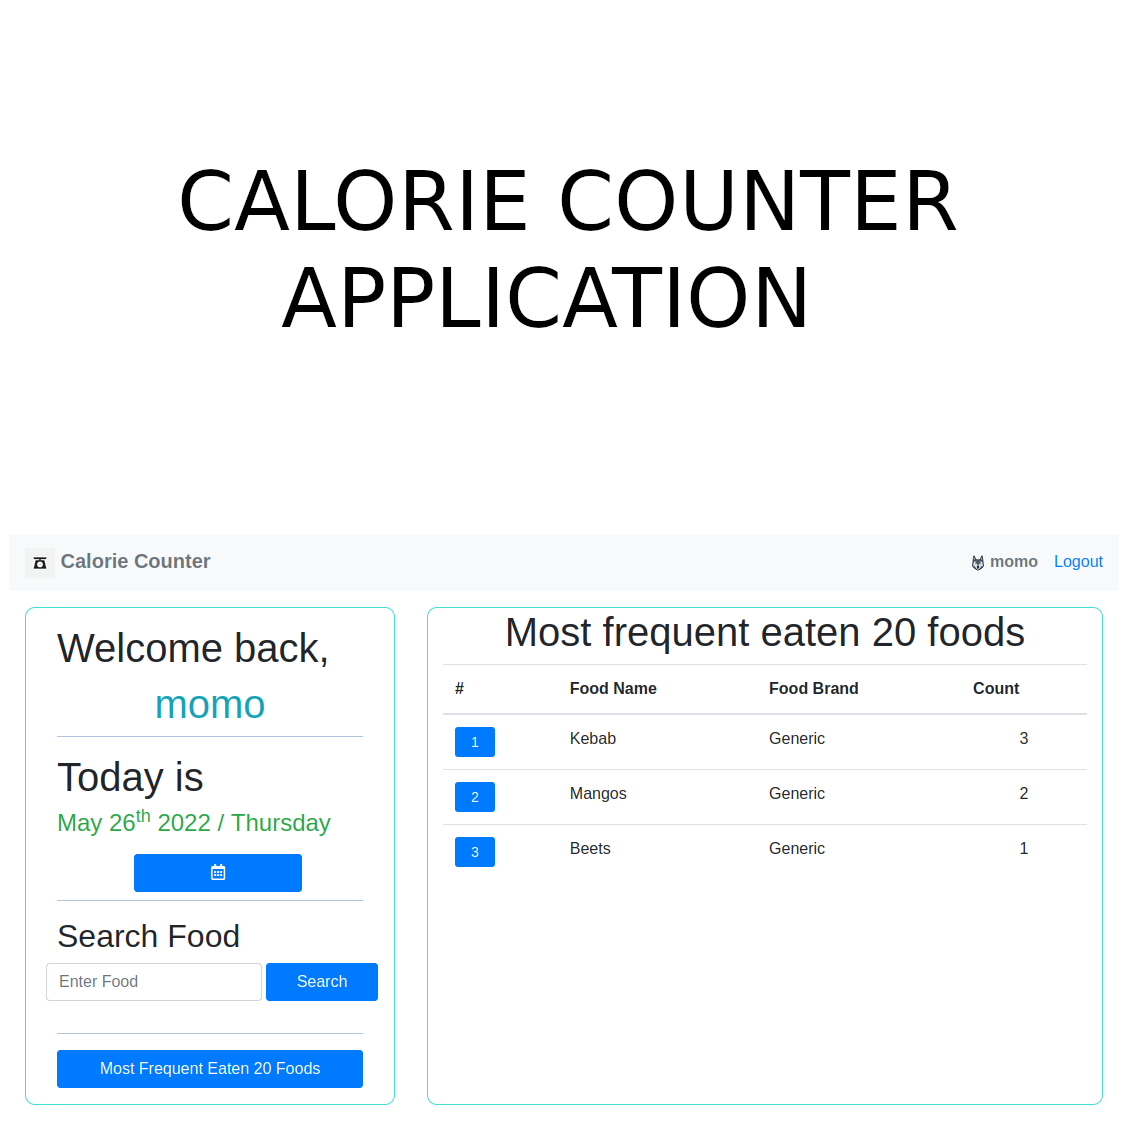 CALORIE COUNTER
APPLICATION
Calorie Counter
momo Logout
Welcome back,
momo
Today is
May 26th 2022 / Thursday
Search Food
Enter Food Search
Most Frequent Eaten 20 Foods
Most frequent eaten 20 foods
# Food Name Food Brand Count
1 Kebab Generic 3
2 Mangos Generic 2
3 Beets Generic 1